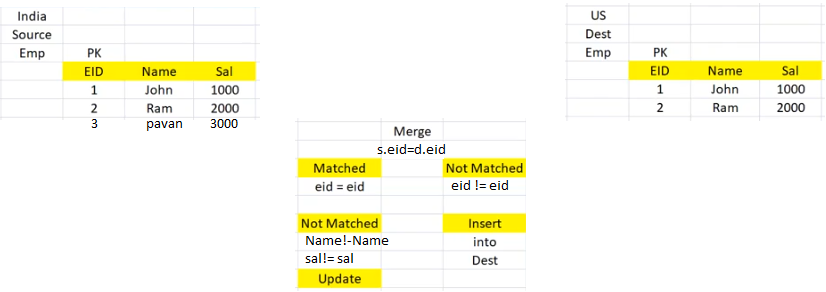 India
Source
Emp PK
EID Name Sal
1 John 1000
2 Ram 2000
3 pavan 3000
US
Dest
Emp PK
EID Name Sal
1 John 1000
2 Ram 2000
Merge
s.eid=d.eid
Matched Not Matched
eid = eid eid != eid
Not Matched Insert
Name!-Name into
sal!= sal Dest
Update